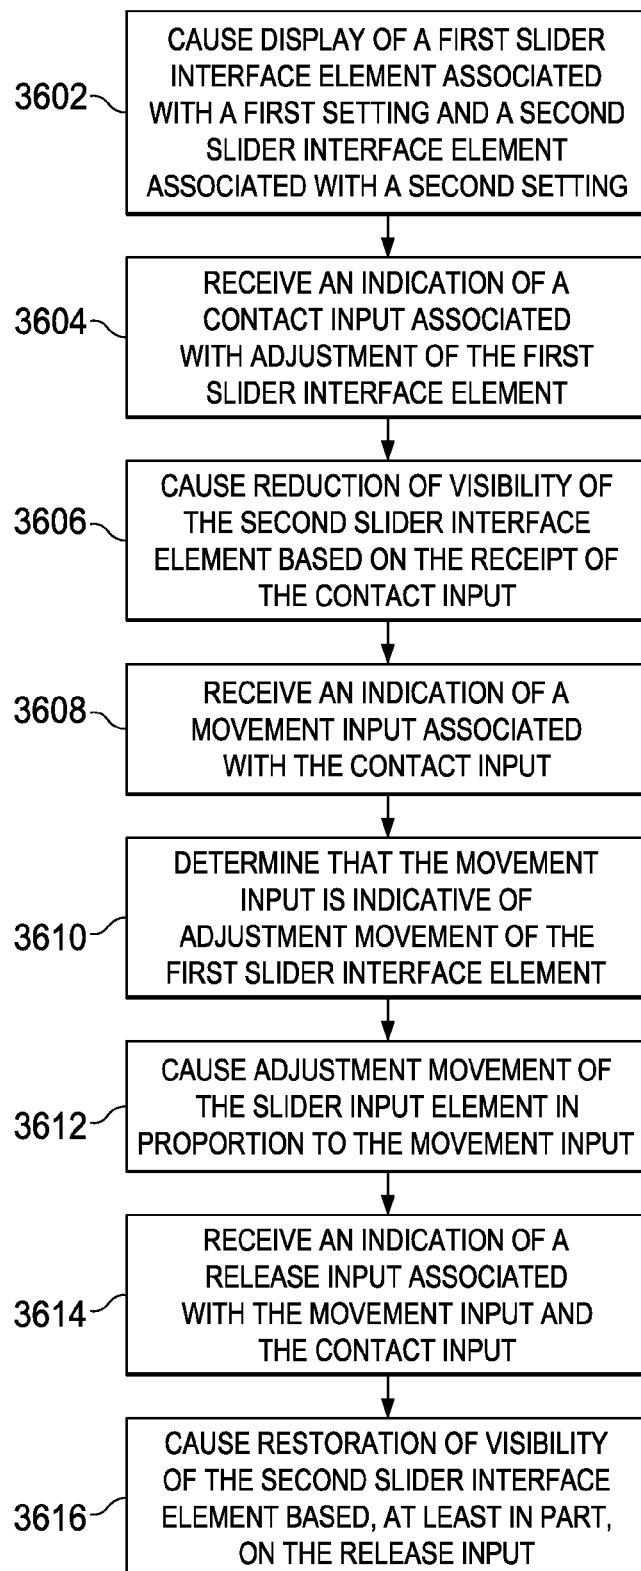 3602
CAUSE DISPLAY OF A FIRST SLIDER
INTERFACE ELEMENT ASSOCIATED
WITH A FIRST SETTING AND A SECOND
SLIDER INTERFACE ELEMENT
ASSOCIATED WITH A SECOND SETTING
3604
RECEIVE AN INDICATION OF A
CONTACT INPUT ASSOCIATED
WITH ADJUSTMENT OF THE FIRST
SLIDER INTERFACE ELEMENT
3606
CAUSE REDUCTION OF VISIBILITY OF
THE SECOND SLIDER INTERFACE
ELEMENT BASED ON THE RECEIPT OF
THE CONTACT INPUT
3608
RECEIVE AN INDICATION OF A
MOVEMENT INPUT ASSOCIATED
WITH THE CONTACT INPUT
3610
DETERMINE THAT THE MOVEMENT
INPUT IS INDICATIVE OF
ADJUSTMENT MOVEMENT OF THE
FIRST SLIDER INTERFACE ELEMENT
3612
CAUSE ADJUSTMENT MOVEMENT OF
THE SLIDER INPUT ELEMENT IN
PROPORTION TO THE MOVEMENT INPUT
3614
RECEIVE AN INDICATION OF A
RELEASE INPUT ASSOCIATED
WITH THE MOVEMENT INPUT AND
THE CONTACT INPUT
3616
CAUSE RESTORATION OF VISIBILITY
OF THE SECOND SLIDER INTERFACE
ELEMENT BASED, AT LEAST IN PART,
ON THE RELEASE INPUT